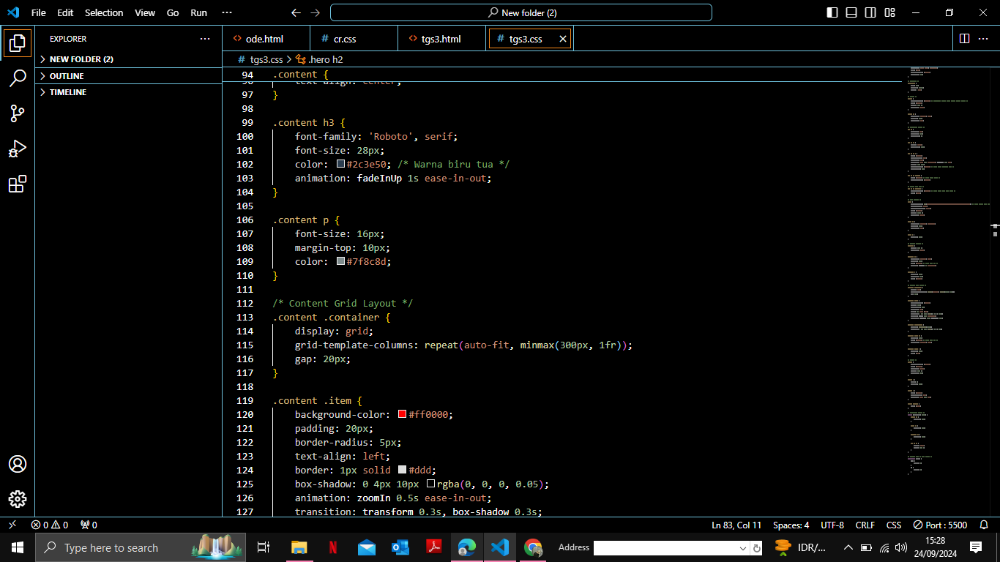 File Edit Selection View Go Run ···
New folder (2)
EXPLORER ···
NEW FOLDER (2)
OUTLINE
TIMELINE
<> ode.html # cr.css <> tgs3.html # tgs3.css ×
# tgs3.css > .hero h2
94 .content {
96 text-align: center;
97 }
98
99 .content h3 {
100 font-family: 'Roboto', serif;
101 font-size: 28px;
102 color: #2c3e50; /* Warna biru tua */
103 animation: fadeInUp 1s ease-in-out;
104 }
105
106 .content p {
107 font-size: 16px;
108 margin-top: 10px;
109 color: #7f8c8d;
110 }
111
112 /* Content Grid Layout */
113 .content .container {
114 display: grid;
115 grid-template-columns: repeat(auto-fit, minmax(300px, 1fr));
116 gap: 20px;
117 }
118
119 .content .item {
120 background-color: #ff0000;
121 padding: 20px;
122 border-radius: 5px;
123 text-align: left;
124 border: 1px solid #ddd;
125 box-shadow: 0 4px 10px rgba(0, 0, 0, 0.05);
126 animation: zoomIn 0.5s ease-in-out;
127 transition: transform 0.3s, box-shadow 0.3s;
0 0 0 Ln 83, Col 11 Spaces: 4 UTF-8 CRLF CSS Port : 5500
Type here to search Address IDR/... 15:28
24/09/2024